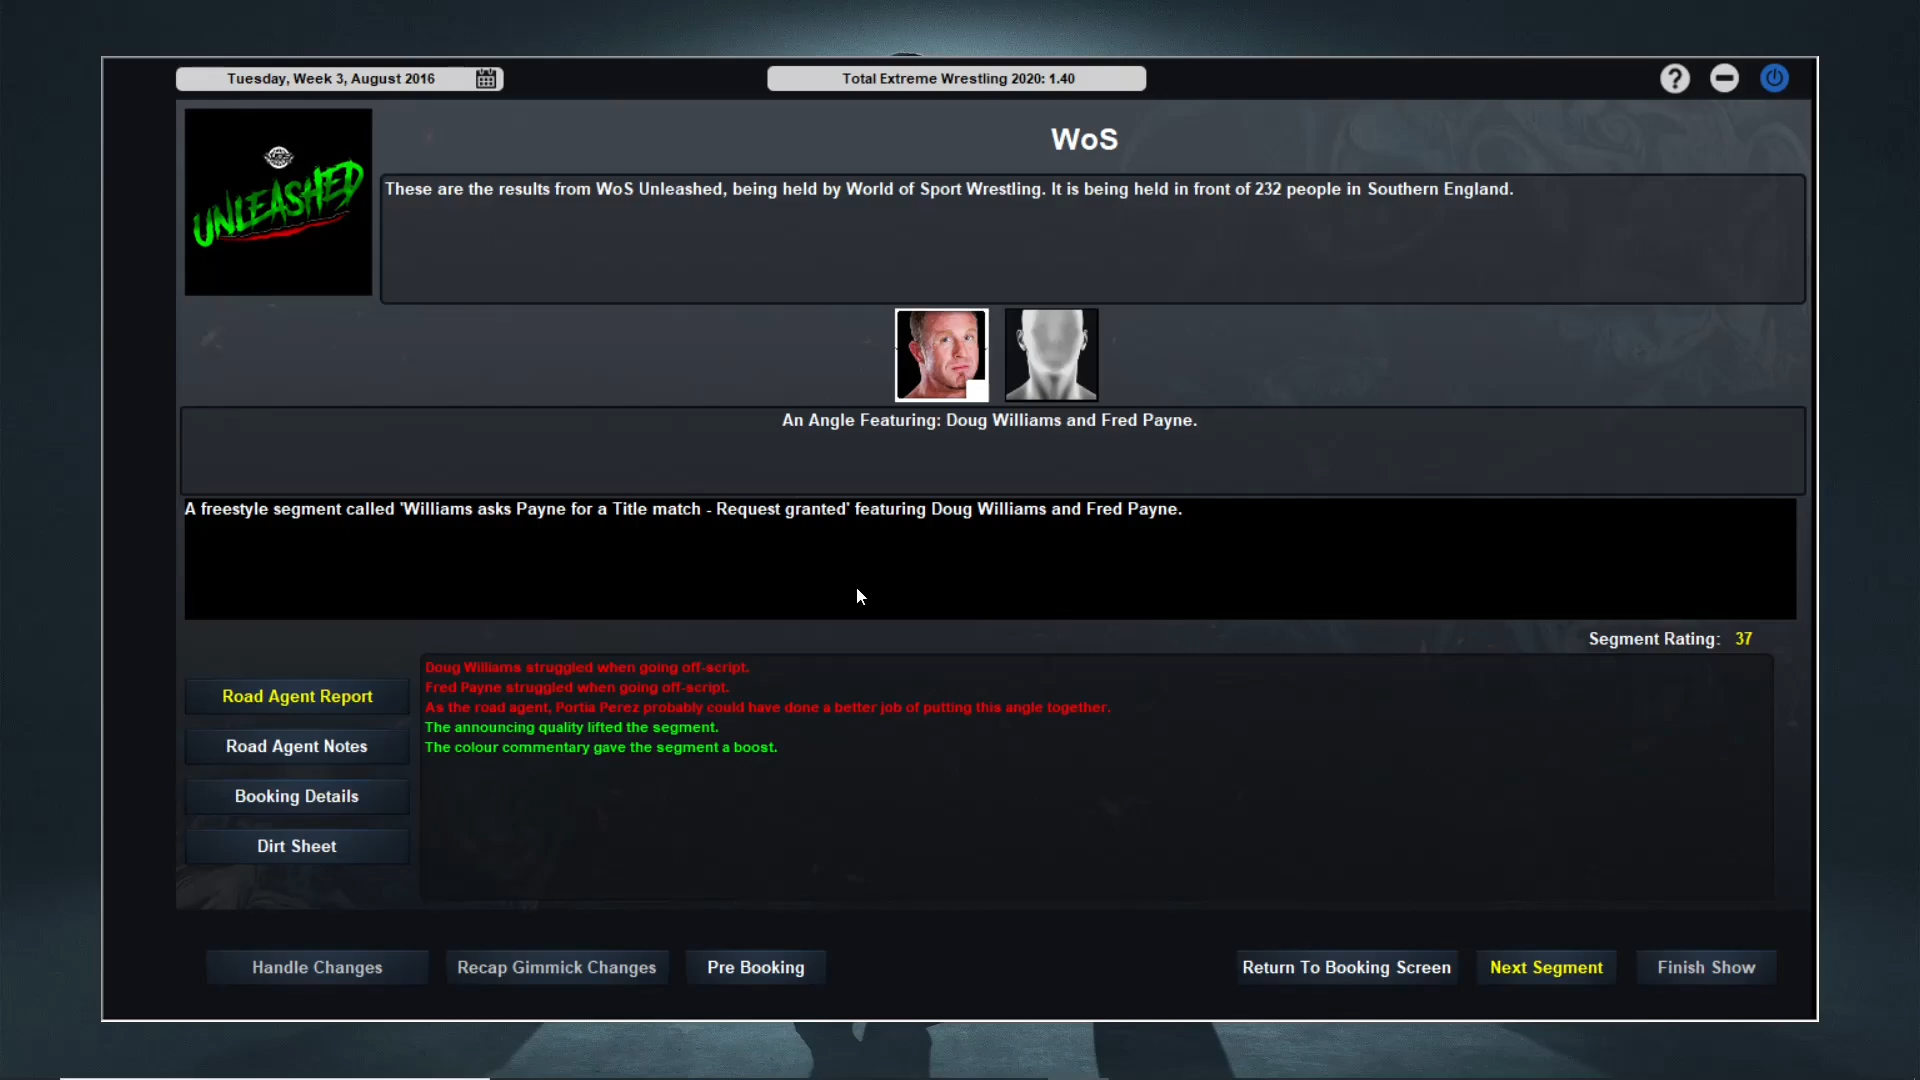 Tuesday, Week 3, August 2016
Total Extreme Wrestling 2020: 1.40
?
UNLEASHED
WoS
These are the results from WoS Unleashed, being held by World of Sport Wrestling. It is being held in front of 232 people in Southern England.
An Angle Featuring: Doug Williams and Fred Payne.
A freestyle segment called 'Williams asks Payne for a Title match - Request granted' featuring Doug Williams and Fred Payne.
Segment Rating: 37
Road Agent Report
Road Agent Notes
Booking Details
Dirt Sheet
Doug Williams struggled when going off-script.
Fred Payne struggled when going off-script.
As the road agent, Portia Perez probably could have done a better job of putting this angle together.
The announcing quality lifted the segment.
The colour commentary gave the segment a boost.
Handle Changes
Recap Gimmick Changes
Pre Booking
Return To Booking Screen
Next Segment
Finish Show